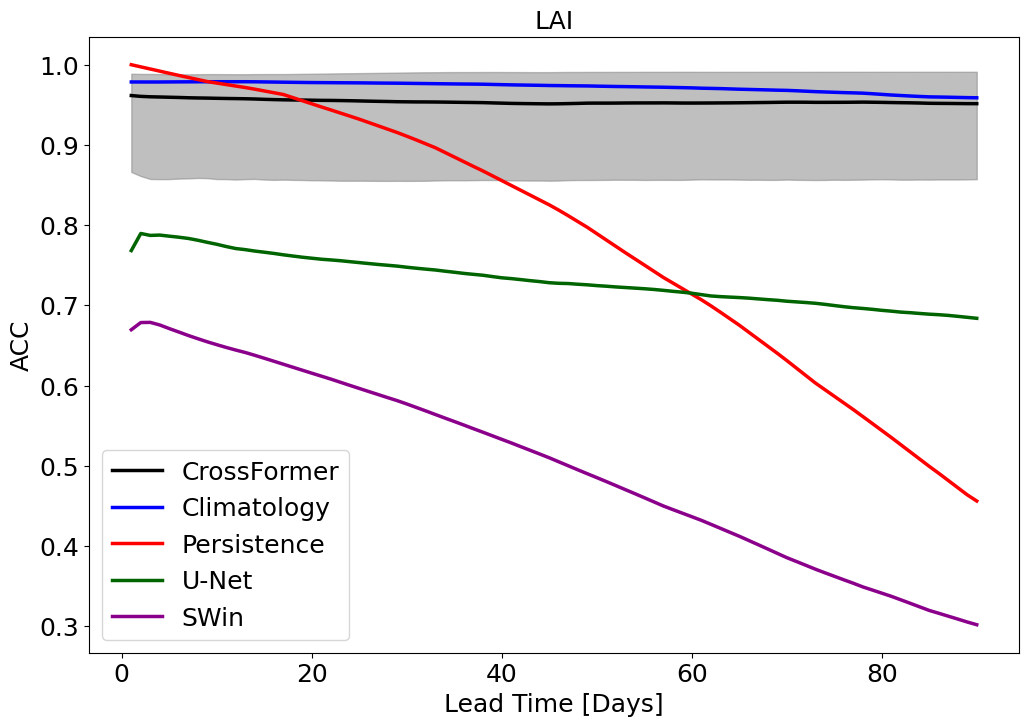 LAI
1.0
0.9
0.8
0.7
0.6
0.5
0.4
0.3
ACC
CrossFormer
Climatology
Persistence
U-Net
SWin
0 20 40 60 80
Lead Time [Days]